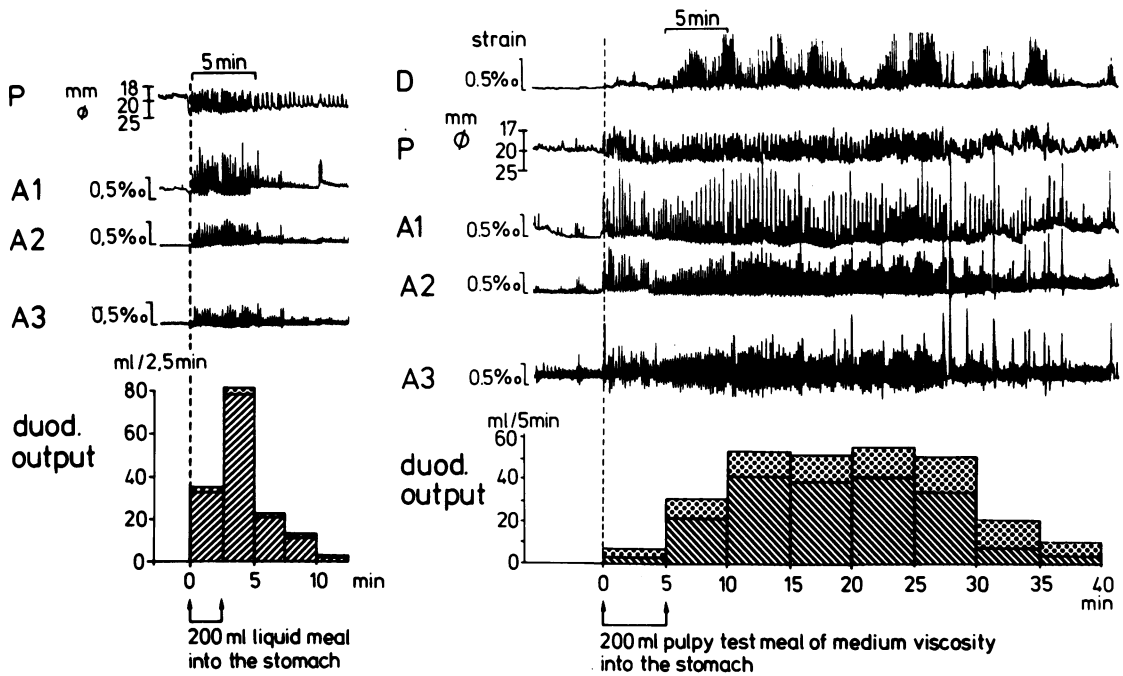 5 min
P
mm
ϕ
18
20
25
A1
0,5‰
A2
0,5‰
A3
0,5‰
ml/2,5min
80
60
40
20
0
duod.
output
0
5
10
min
200 ml liquid meal
into the stomach
5 min
strain
D
0.5‰
P
mm
ϕ
17
20
25
A1
0.5‰
A2
0.5‰
A3
0.5‰
ml/5min
60
40
20
0
duod.
output
0
5
10
15
20
25
30
35
40
min
200 ml pulpy test meal of medium viscosity
into the stomach